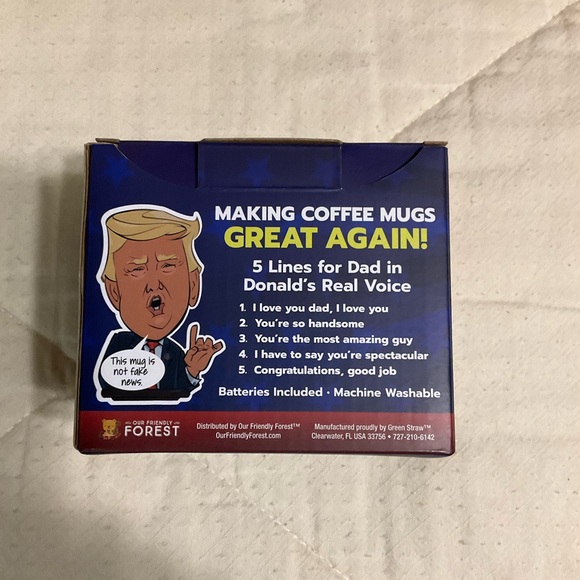 MAKING COFFEE MUGS
GREAT AGAIN!
5 Lines for Dad in
Donald's Real Voice
1. I love you dad, I love you
2. You're so handsome
3. You're the most amazing guy
4. I have to say you're spectacular
5. Congratulations, good job
Batteries Included · Machine Washable
This mug is
not fake
news.
OUR FRIENDLY
FOREST
Distributed by Our Friendly Forest™
OurFriendlyForest.com
Manufactured proudly by Green Straw™
Clearwater, FL USA 33756 • 727-210-6142